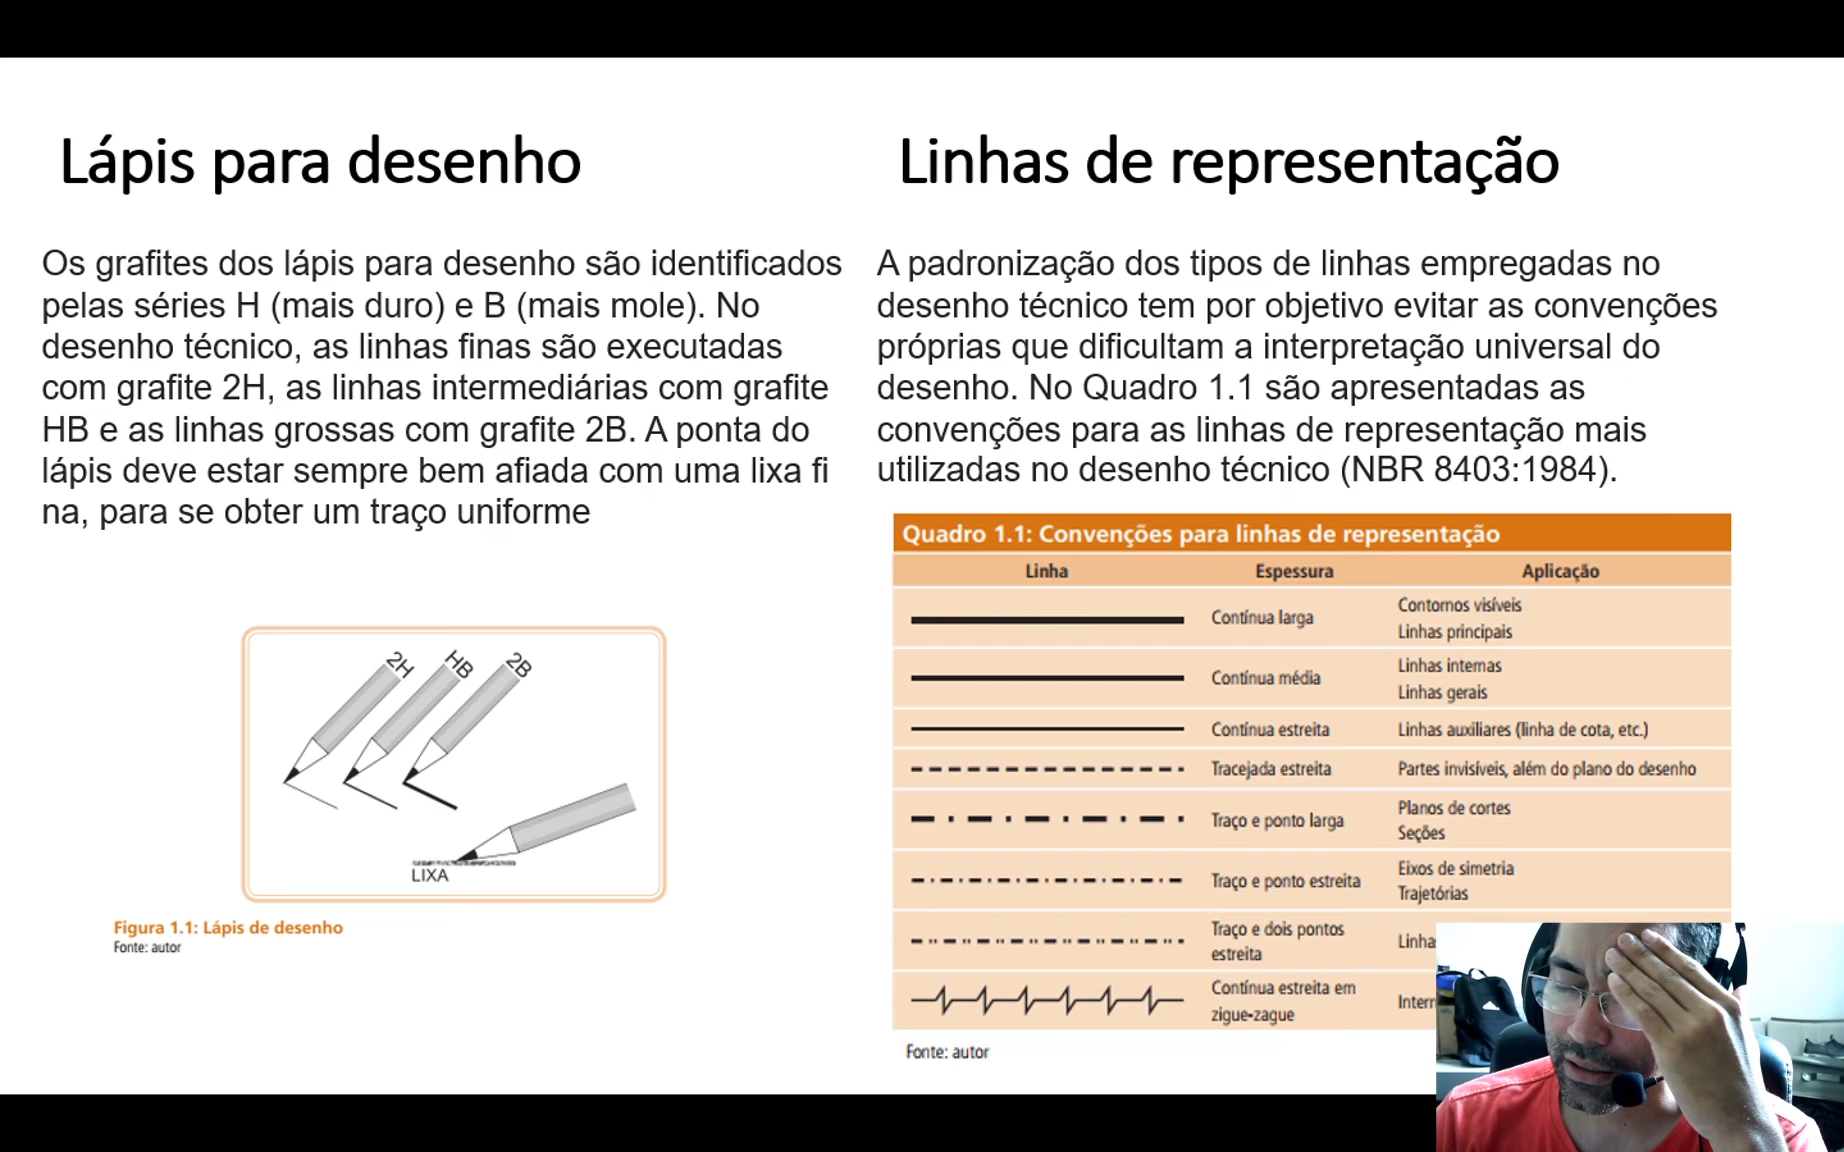 Lápis para desenho
Os grafites dos lápis para desenho são identificados
pelas séries H (mais duro) e B (mais mole). No
desenho técnico, as linhas finas são executadas
com grafite 2H, as linhas intermediárias com grafite
HB e as linhas grossas com grafite 2B. A ponta do
lápis deve estar sempre bem afiada com uma lixa fi
na, para se obter um traço uniforme
2H HB 2B
LIXA
Figura 1.1: Lápis de desenho
Fonte: autor
Linhas de representação
A padronização dos tipos de linhas empregadas no
desenho técnico tem por objetivo evitar as convenções
próprias que dificultam a interpretação universal do
desenho. No Quadro 1.1 são apresentadas as
convenções para as linhas de representação mais
utilizadas no desenho técnico (NBR 8403:1984).
Quadro 1.1: Convenções para linhas de representação
Linha Espessura Aplicação
Contínua larga
Contornos visíveis
Linhas principais
Contínua média
Linhas internas
Linhas gerais
Contínua estreita
Linhas auxiliares (linha de cota, etc.)
Tracejada estreita
Partes invisíveis, além do plano do desenho
Traço e ponto larga
Planos de cortes
Seções
Traço e ponto estreita
Eixos de simetria
Trajetórias
Traço e dois pontos
estreita
Contínua estreita em
zigue-zague
Fonte: autor